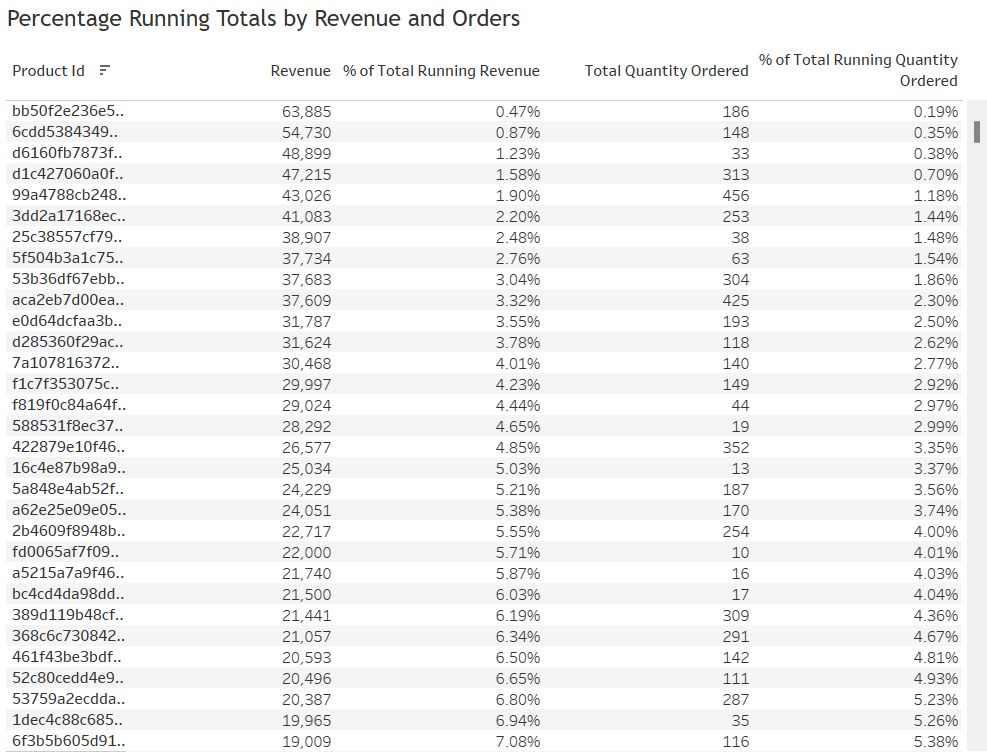 Percentage Running Totals by Revenue and Orders
Product Id Revenue % of Total Running Revenue Total Quantity Ordered % of Total Running Quantity Ordered
bb50f2e236e5.. 63,885 0.47% 186 0.19%
6cdd5384349.. 54,730 0.87% 148 0.35%
d6160fb7873f.. 48,899 1.23% 33 0.38%
d1c427060a0f.. 47,215 1.58% 313 0.70%
99a4788cb248.. 43,026 1.90% 456 1.18%
3dd2a17168ec.. 41,083 2.20% 253 1.44%
25c38557cf79.. 38,907 2.48% 38 1.48%
5f504b3a1c75.. 37,734 2.76% 63 1.54%
53b36df67ebb.. 37,683 3.04% 304 1.86%
aca2eb7d00ea.. 37,609 3.32% 425 2.30%
e0d64dcfaa3b.. 31,787 3.55% 193 2.50%
d285360f29ac.. 31,624 3.78% 118 2.62%
7a107816372.. 30,468 4.01% 140 2.77%
f1c7f353075c.. 29,997 4.23% 149 2.92%
f819f0c84a64f.. 29,024 4.44% 44 2.97%
588531f8ec37.. 28,292 4.65% 19 2.99%
422879e10f46.. 26,577 4.85% 352 3.35%
16c4e87b98a9.. 25,034 5.03% 13 3.37%
5a848e4ab52f.. 24,229 5.21% 187 3.56%
a62e25e09e05.. 24,051 5.38% 170 3.74%
2b4609f8948b.. 22,717 5.55% 254 4.00%
fd0065af7f09.. 22,000 5.71% 10 4.01%
a5215a7a9f46.. 21,740 5.87% 16 4.03%
bc4cd4da98dd.. 21,500 6.03% 17 4.04%
389d119b48cf.. 21,441 6.19% 309 4.36%
368c6c730842.. 21,057 6.34% 291 4.67%
461f43be3bdf.. 20,593 6.50% 142 4.81%
52c80cedd4e9.. 20,496 6.65% 111 4.93%
53759a2ecdda.. 20,387 6.80% 287 5.23%
1dec4c88c685.. 19,965 6.94% 35 5.26%
6f3b5b605d91.. 19,009 7.08% 116 5.38%